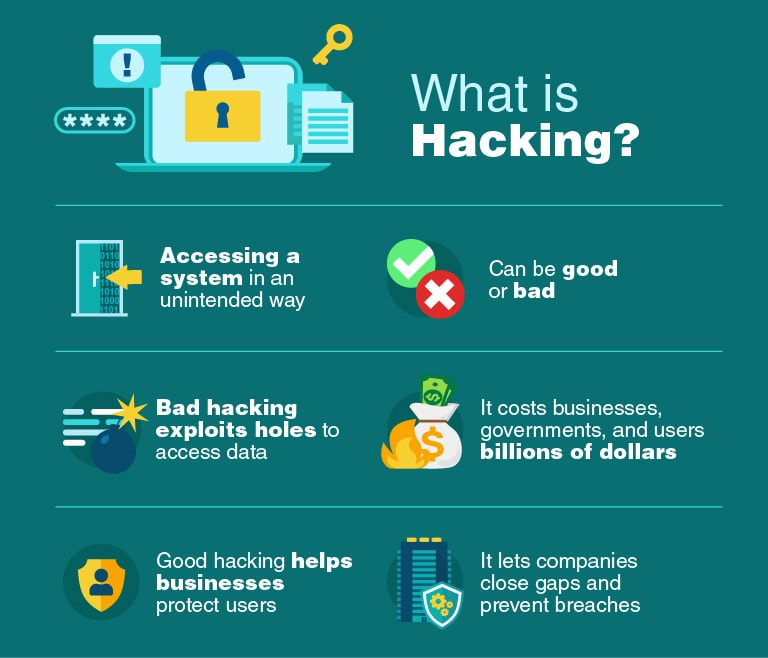 What is
Hacking?
****
Accessing a
system in an
unintended way
Can be good
or bad
Bad hacking
exploits holes to
access data
It costs businesses,
governments, and users
billions of dollars
Good hacking helps
businesses
protect users
It lets companies
close gaps and
prevent breaches